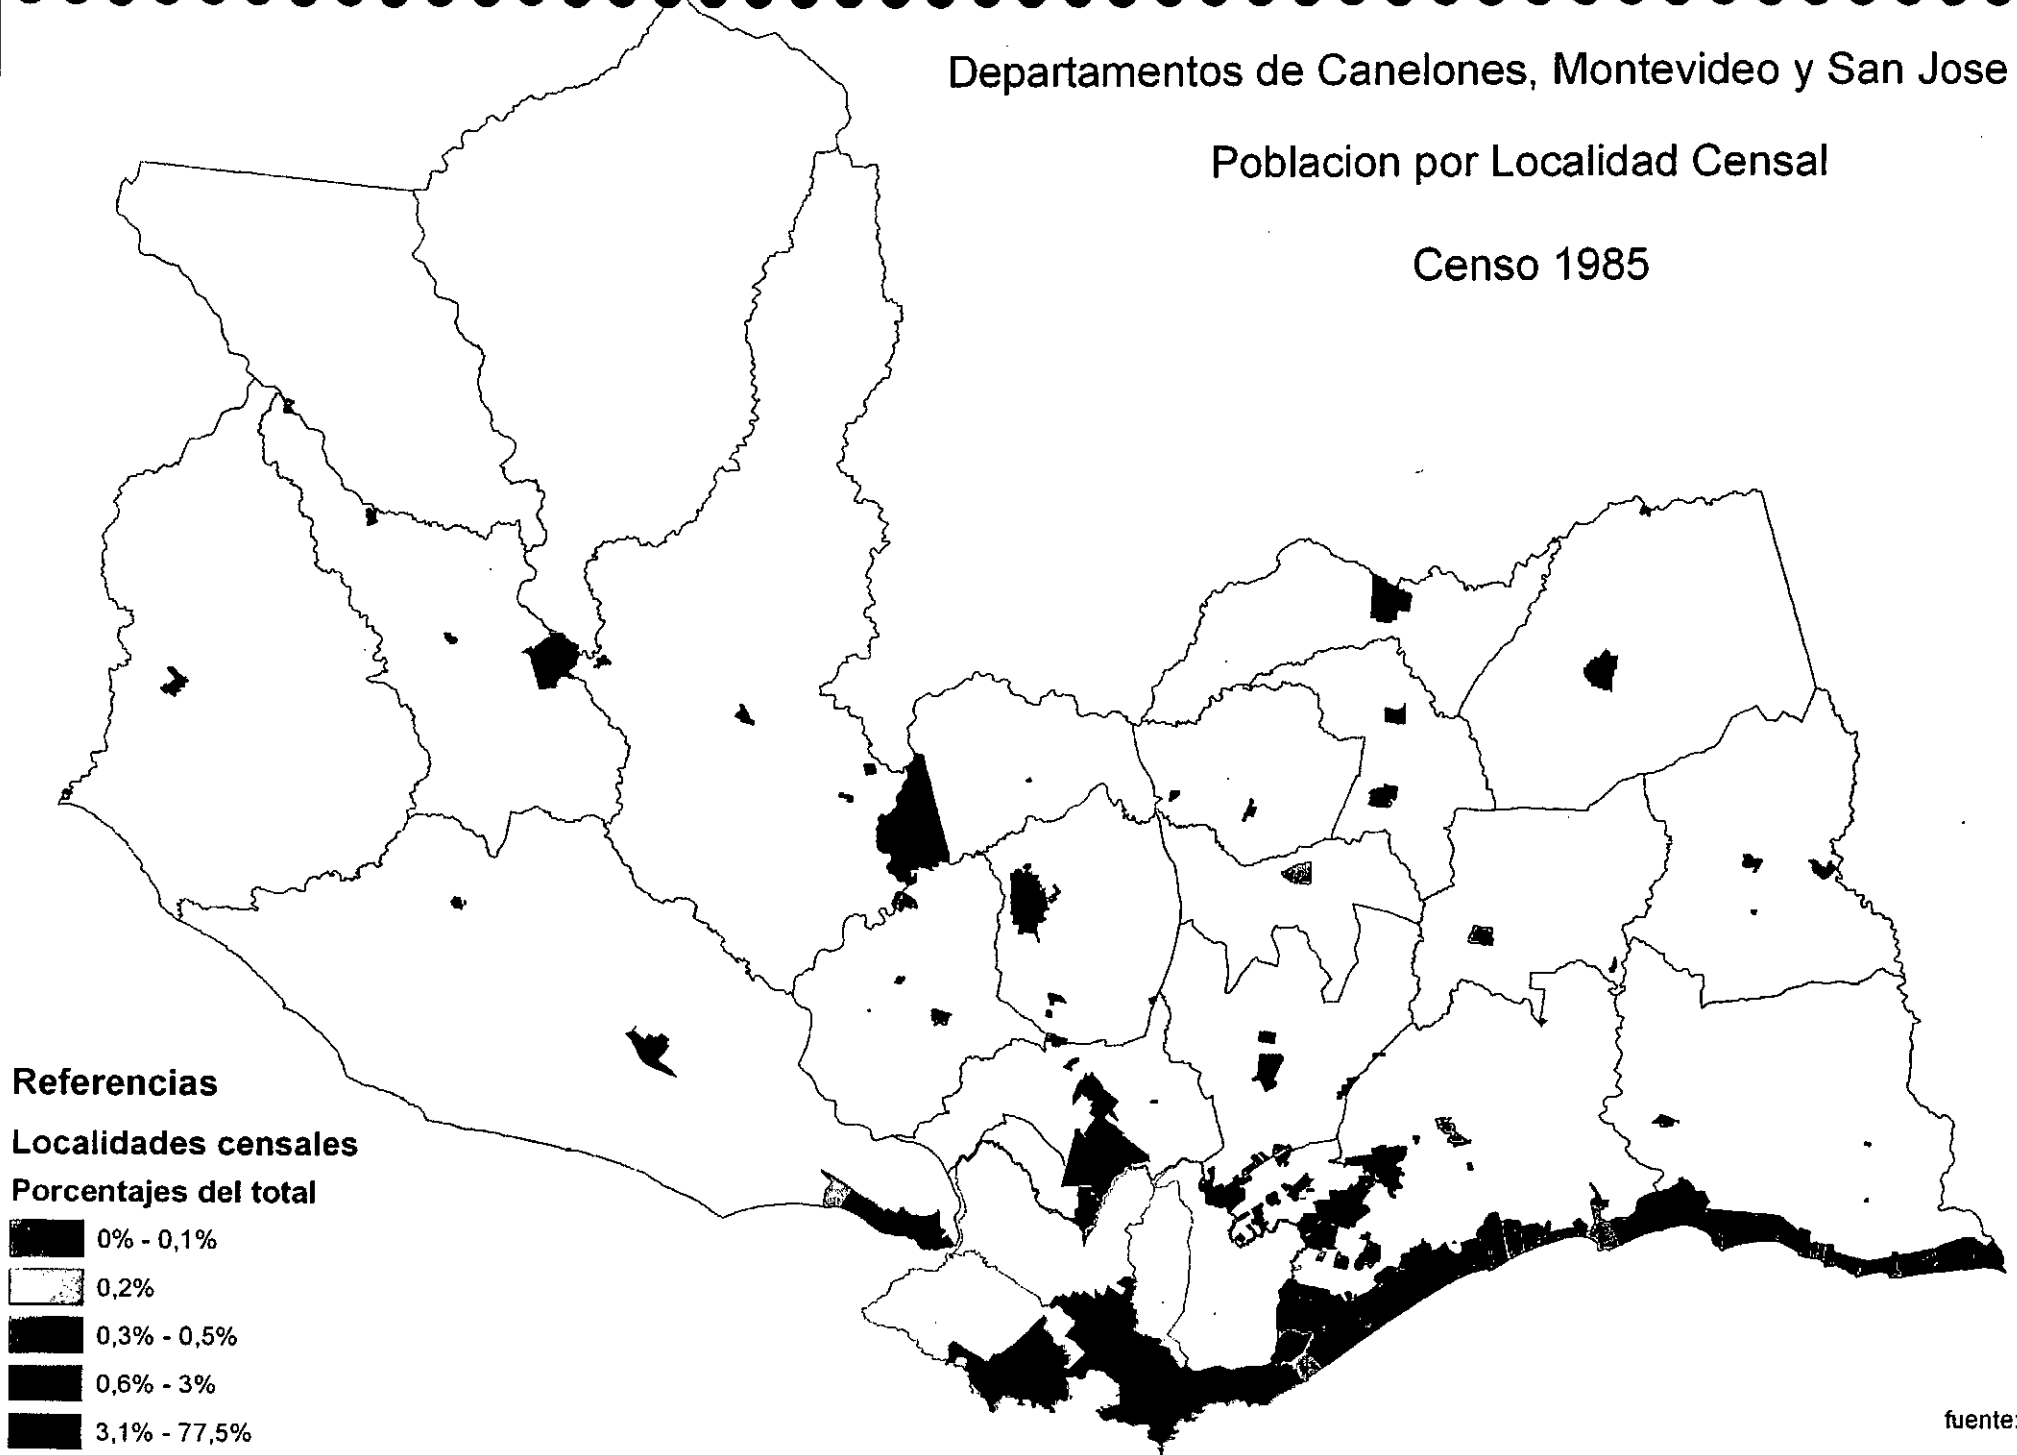 Departamentos de Canelones, Montevideo y San Jose
Poblacion por Localidad Censal
Censo 1985
Referencias
Localidades censales
Porcentajes del total
0% - 0,1%
0,2%
0,3% - 0,5%
0,6% - 3%
3,1% - 77,5%
fuente: